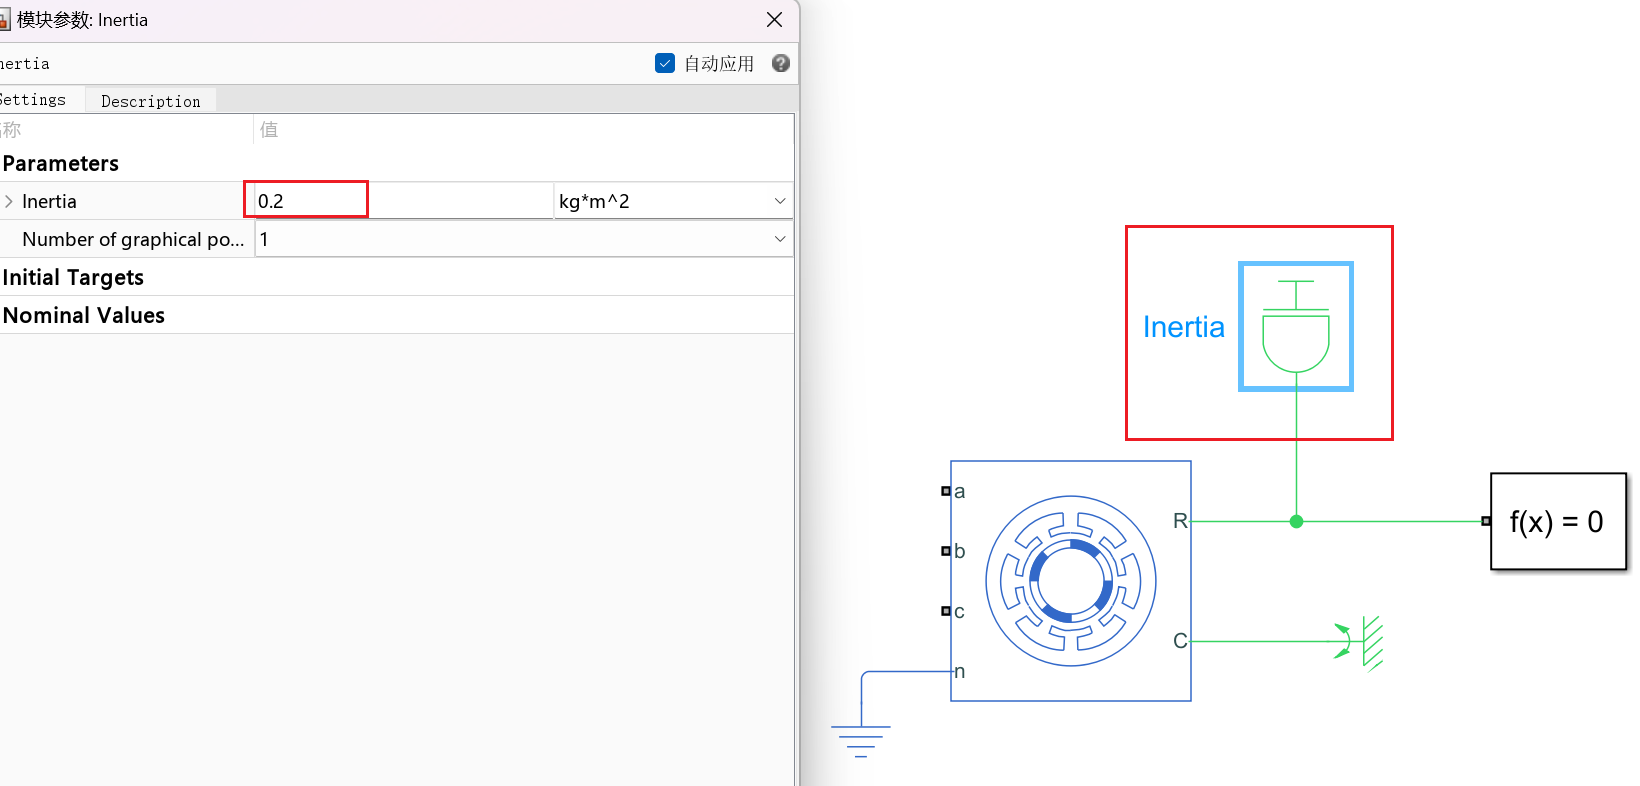 模块参数: Inertia
nertia
自动应用
Settings
Description
称
值
Parameters
Inertia
0.2
kg*m^2
Number of graphical po...
1
Initial Targets
Nominal Values
Inertia
a
b
c
n
R
C
f(x) = 0